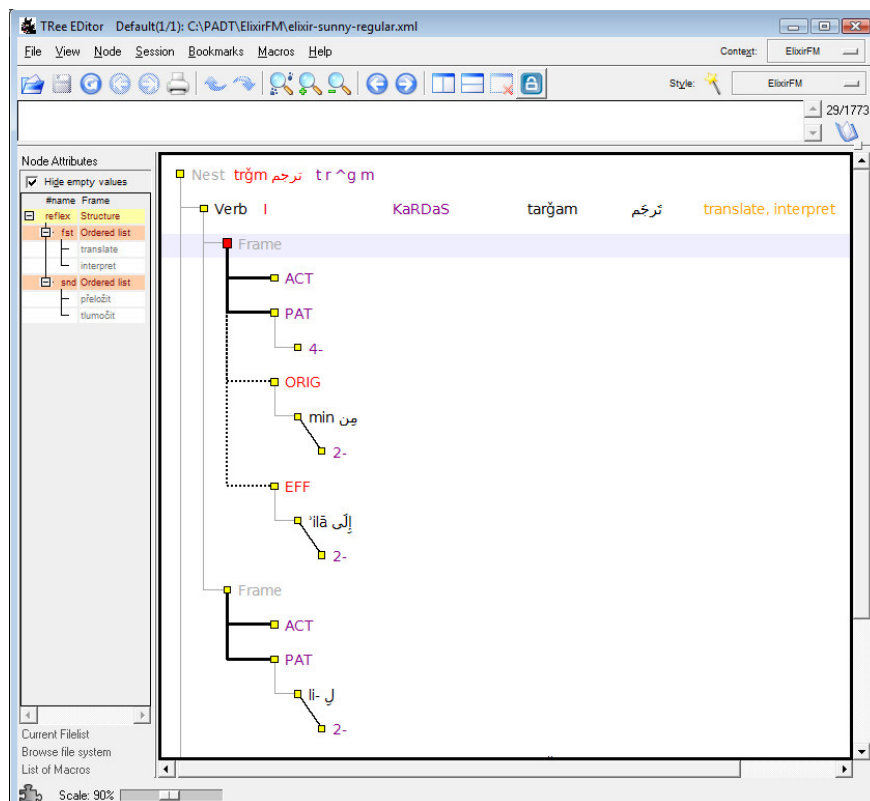 TRee EDitor Default(1/1): C:\PADT\ElixirFM\elixir-sunny-regular.xml
File View Node Session Bookmarks Macros Help Context: ElixirFM
Style: ElixirFM
29/1773
Node Attributes
Hide empty values
#name Frame
reflex Structure
fst Ordered list
translate
interpret
snd Ordered list
přeložit
tlumočit
Current Filelist
Browse file system
List of Macros
Scale: 90%
Nest trǧm ترجم t r ^g m
Verb I KaRDaS tarǧam تَرجَم translate, interpret
Frame
ACT
PAT
4-
ORIG
min مِن
2-
EFF
ʾilā إِلَى
2-
Frame
ACT
PAT
li- لِ
2-